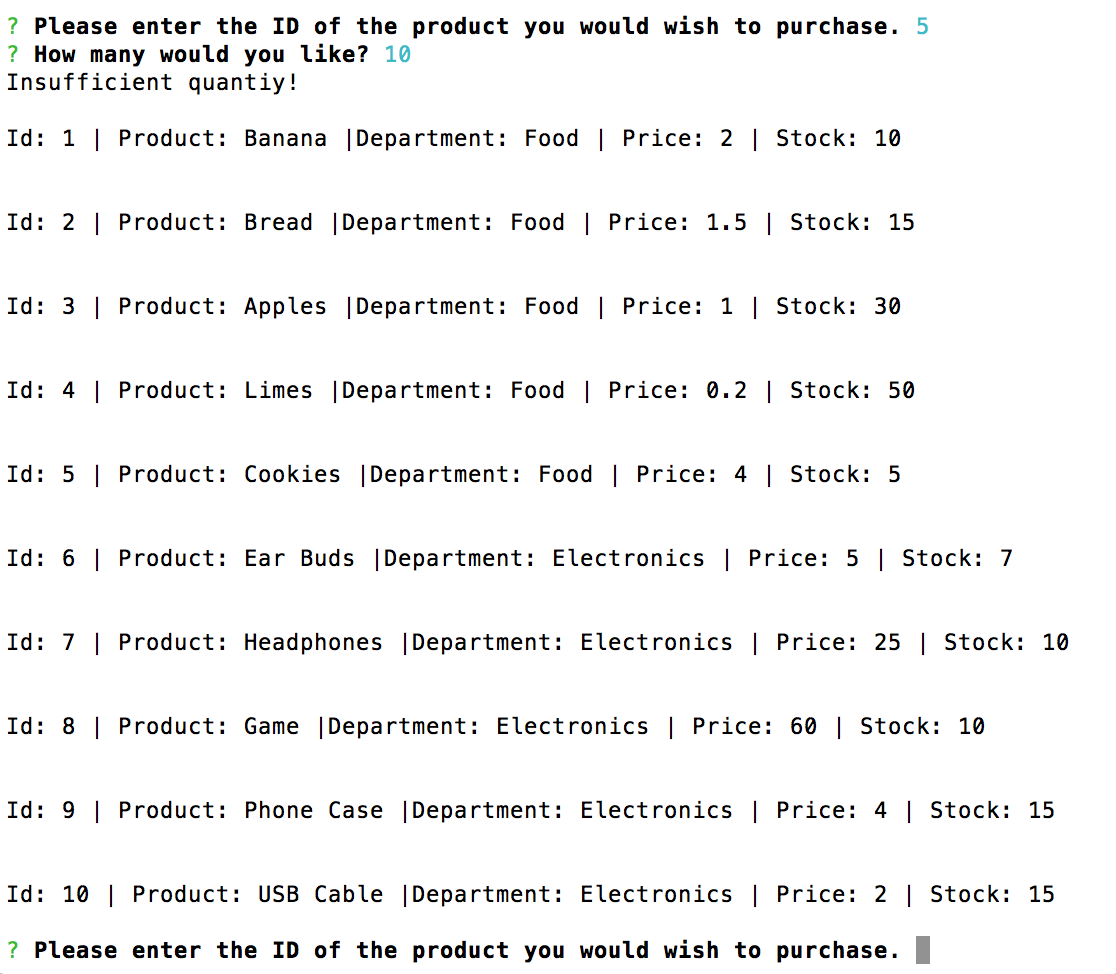 ? Please enter the ID of the product you would wish to purchase. 5
? How many would you like? 10
Insufficient quantiy!
Id: 1 | Product: Banana |Department: Food | Price: 2 | Stock: 10
Id: 2 | Product: Bread |Department: Food | Price: 1.5 | Stock: 15
Id: 3 | Product: Apples |Department: Food | Price: 1 | Stock: 30
Id: 4 | Product: Limes |Department: Food | Price: 0.2 | Stock: 50
Id: 5 | Product: Cookies |Department: Food | Price: 4 | Stock: 5
Id: 6 | Product: Ear Buds |Department: Electronics | Price: 5 | Stock: 7
Id: 7 | Product: Headphones |Department: Electronics | Price: 25 | Stock: 10
Id: 8 | Product: Game |Department: Electronics | Price: 60 | Stock: 10
Id: 9 | Product: Phone Case |Department: Electronics | Price: 4 | Stock: 15
Id: 10 | Product: USB Cable |Department: Electronics | Price: 2 | Stock: 15
? Please enter the ID of the product you would wish to purchase.